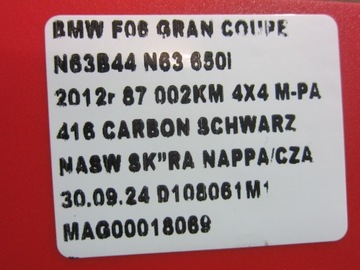 BMW F06 GRAN COUPE
N63B44 N63 650I
2012r 87 002KM 4X4 M-PA
416 CARBON SCHWARZ
NASW SK"RA NAPPA/CZA
30.09.24 D108061M1
MAG00018069